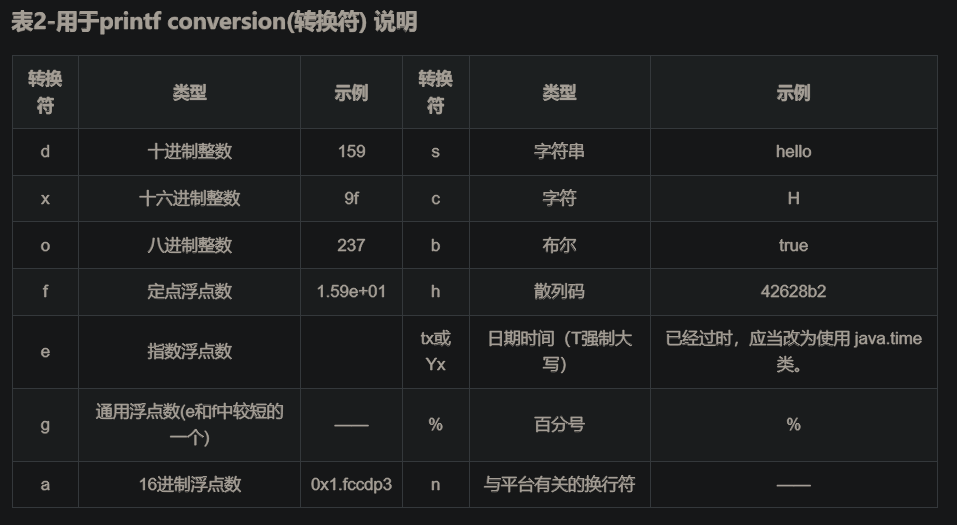 表2-用于printf conversion(转换符) 说明
转换符 类型 示例 转换符 类型 示例
d 十进制整数 159 s 字符串 hello
x 十六进制整数 9f c 字符 H
o 八进制整数 237 b 布尔 true
f 定点浮点数 1.59e+01 h 散列码 42628b2
e 指数浮点数 tx或Yx 日期时间（T强制大写） 已经过时，应当改为使用 java.time 类。
g 通用浮点数(e和f中较短的一个) —— % 百分号 %
a 16进制浮点数 0x1.fccdp3 n 与平台有关的换行符 ——